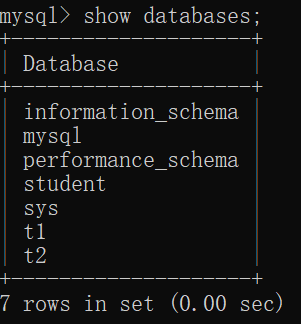 mysql> show databases;
+--------------------+
| Database           |
+--------------------+
| information_schema |
| mysql              |
| performance_schema |
| student            |
| sys                |
| t1                 |
| t2                 |
+--------------------+
7 rows in set (0.00 sec)